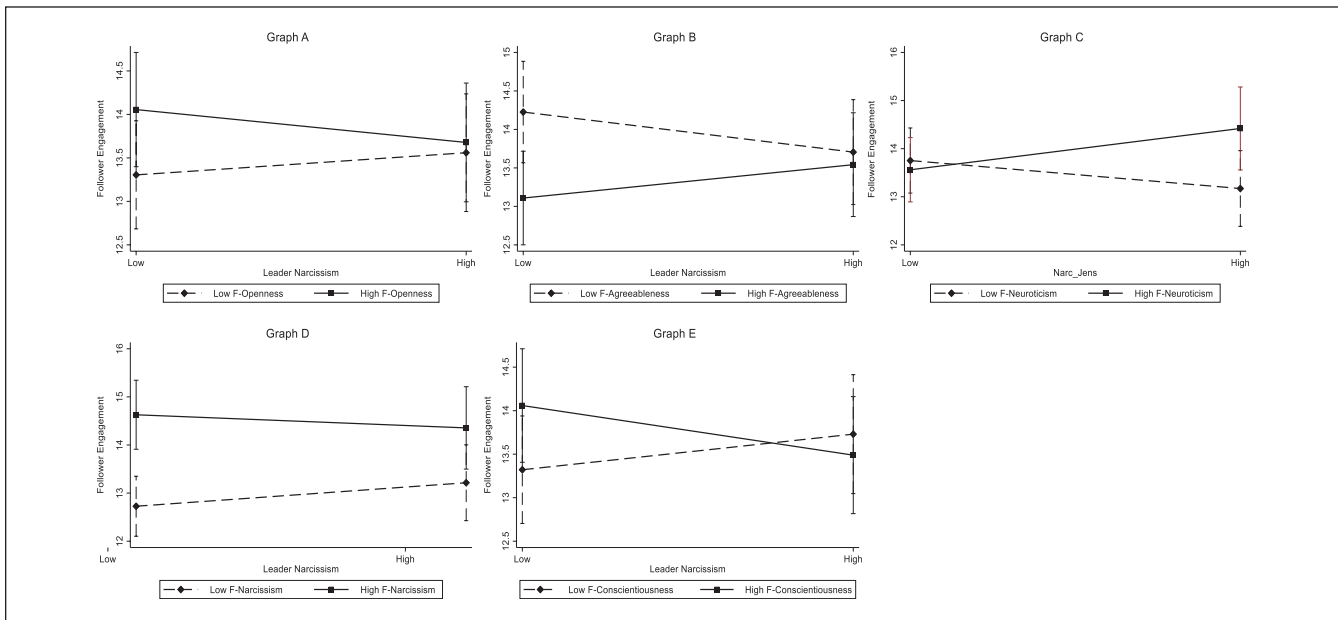 Graph A
14.5
14
13.5
13
12.5
Follower Engagement
Low
High
Leader Narcissism
Low F-Openness
High F-Openness
Graph B
15
14.5
14
13.5
13
12.5
Follower Engagement
Low
High
Leader Narcissism
Low F-Agreeableness
High F-Agreeableness
Graph C
16
15
14
13
12
Follower Engagement
Low
High
Narc_Jens
Low F-Neuroticism
High F-Neuroticism
Graph D
16
15
14
13
12
Follower Engagement
Low
High
Leader Narcissism
Low F-Narcissism
High F-Narcissism
Graph E
14.5
14
13.5
13
12.5
Follower Engagement
Low
High
Leader Narcissism
Low F-Conscientiousness
High F-Conscientiousness